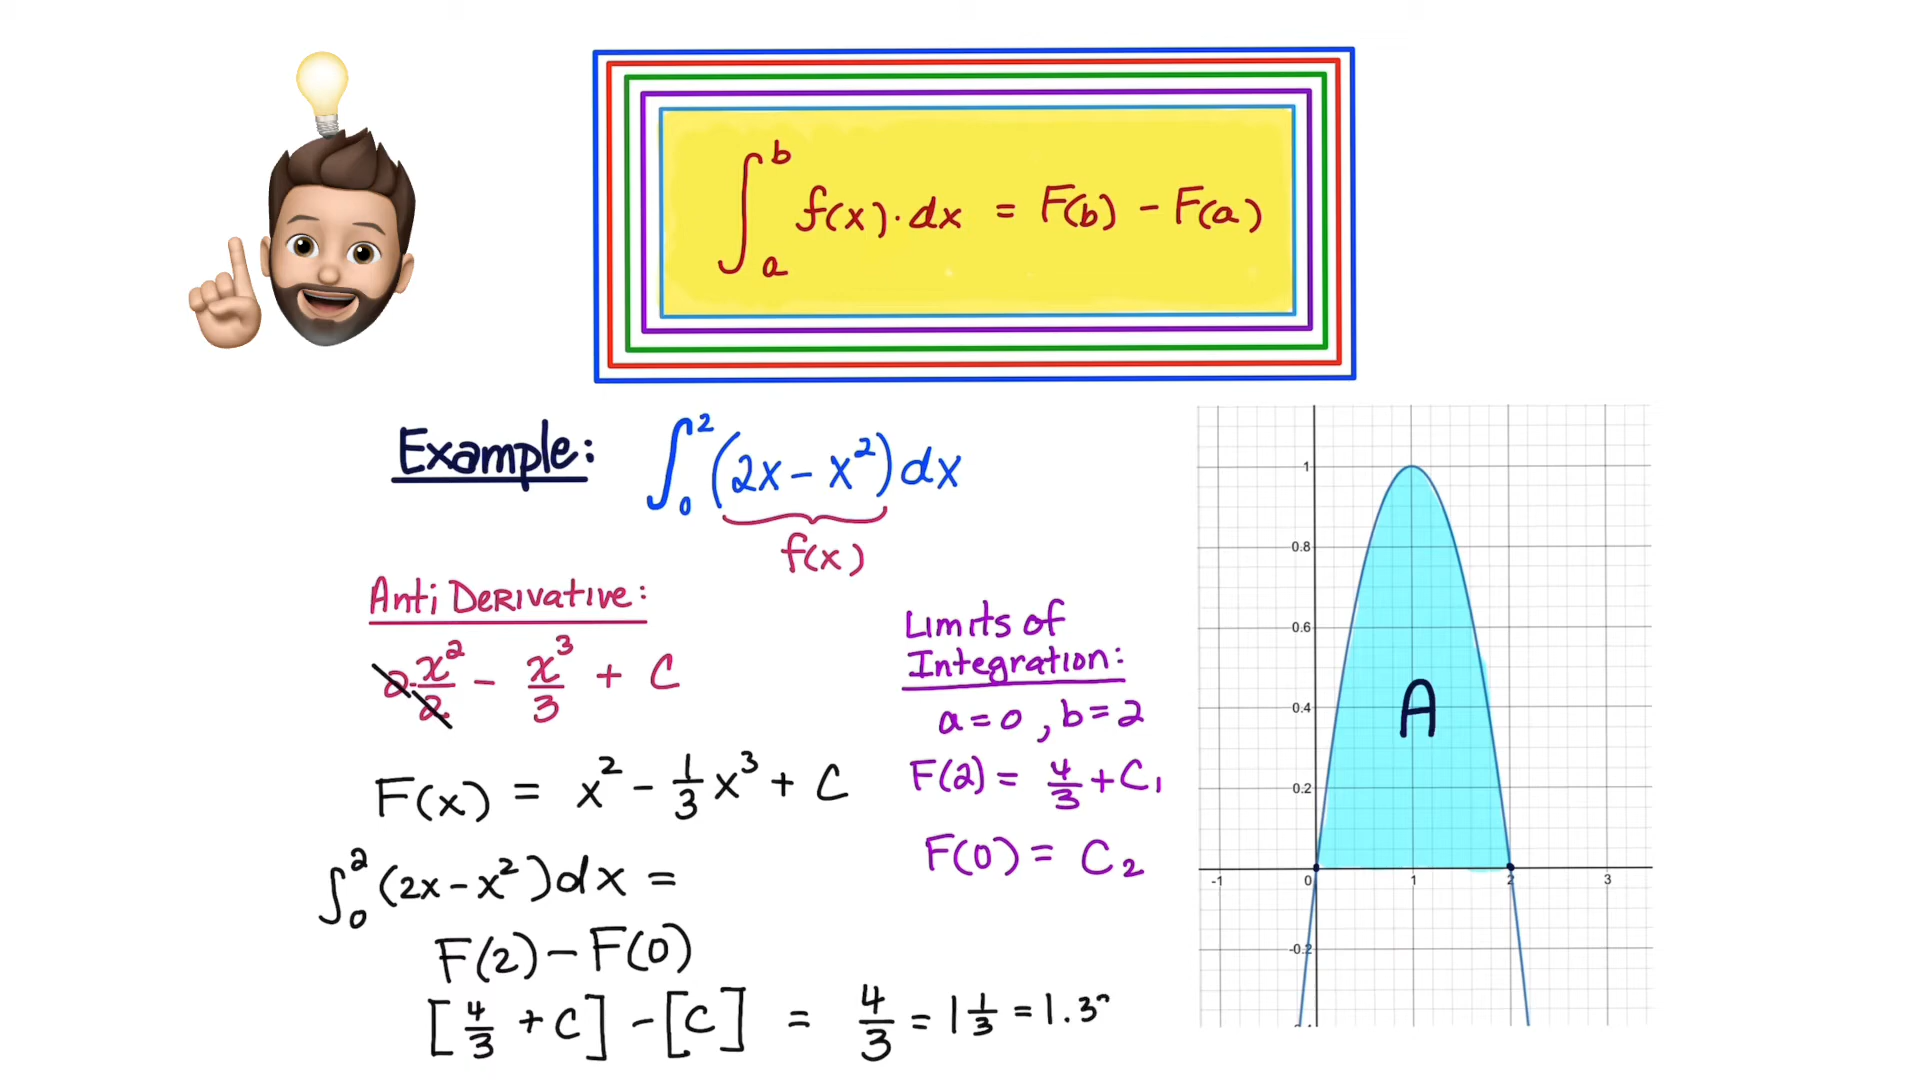 ∫ₐᵇ f(x)·dx = F(b) - F(a)
Example: ∫₀² (2x - x²) dx
f(x)
Anti Derivative:
2·x²/2 - x³/3 + C
F(x) = x² - 1/3 x³ + C
∫₀² (2x - x²) dx =
F(2) - F(0)
[4/3 + C] - [C] = 4/3 = 1 1/3 = 1.3
Limits of
Integration:
a = 0 , b = 2
F(2) = 4/3 + C₁
F(0) = C₂
1
0.8
0.6
A
0.4
0.2
-1 0 1 2 3
-0.2